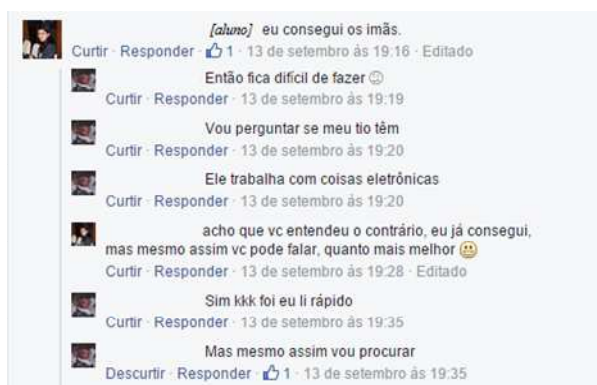 [aluno] eu consegui os imãs.
Curtir · Responder · 1 · 13 de setembro às 19:16 · Editado
Então fica difícil de fazer
Curtir · Responder · 13 de setembro às 19:19
Vou perguntar se meu tio têm
Curtir · Responder · 13 de setembro às 19:20
Ele trabalha com coisas eletrônicas
Curtir · Responder · 13 de setembro às 19:20
acho que vc entendeu o contrário, eu já consegui,
mas mesmo assim vc pode falar, quanto mais melhor
Curtir · Responder · 13 de setembro às 19:28 · Editado
Sim kkk foi eu li rápido
Curtir · Responder · 13 de setembro às 19:35
Mas mesmo assim vou procurar
Descurtir · Responder · 1 · 13 de setembro às 19:35